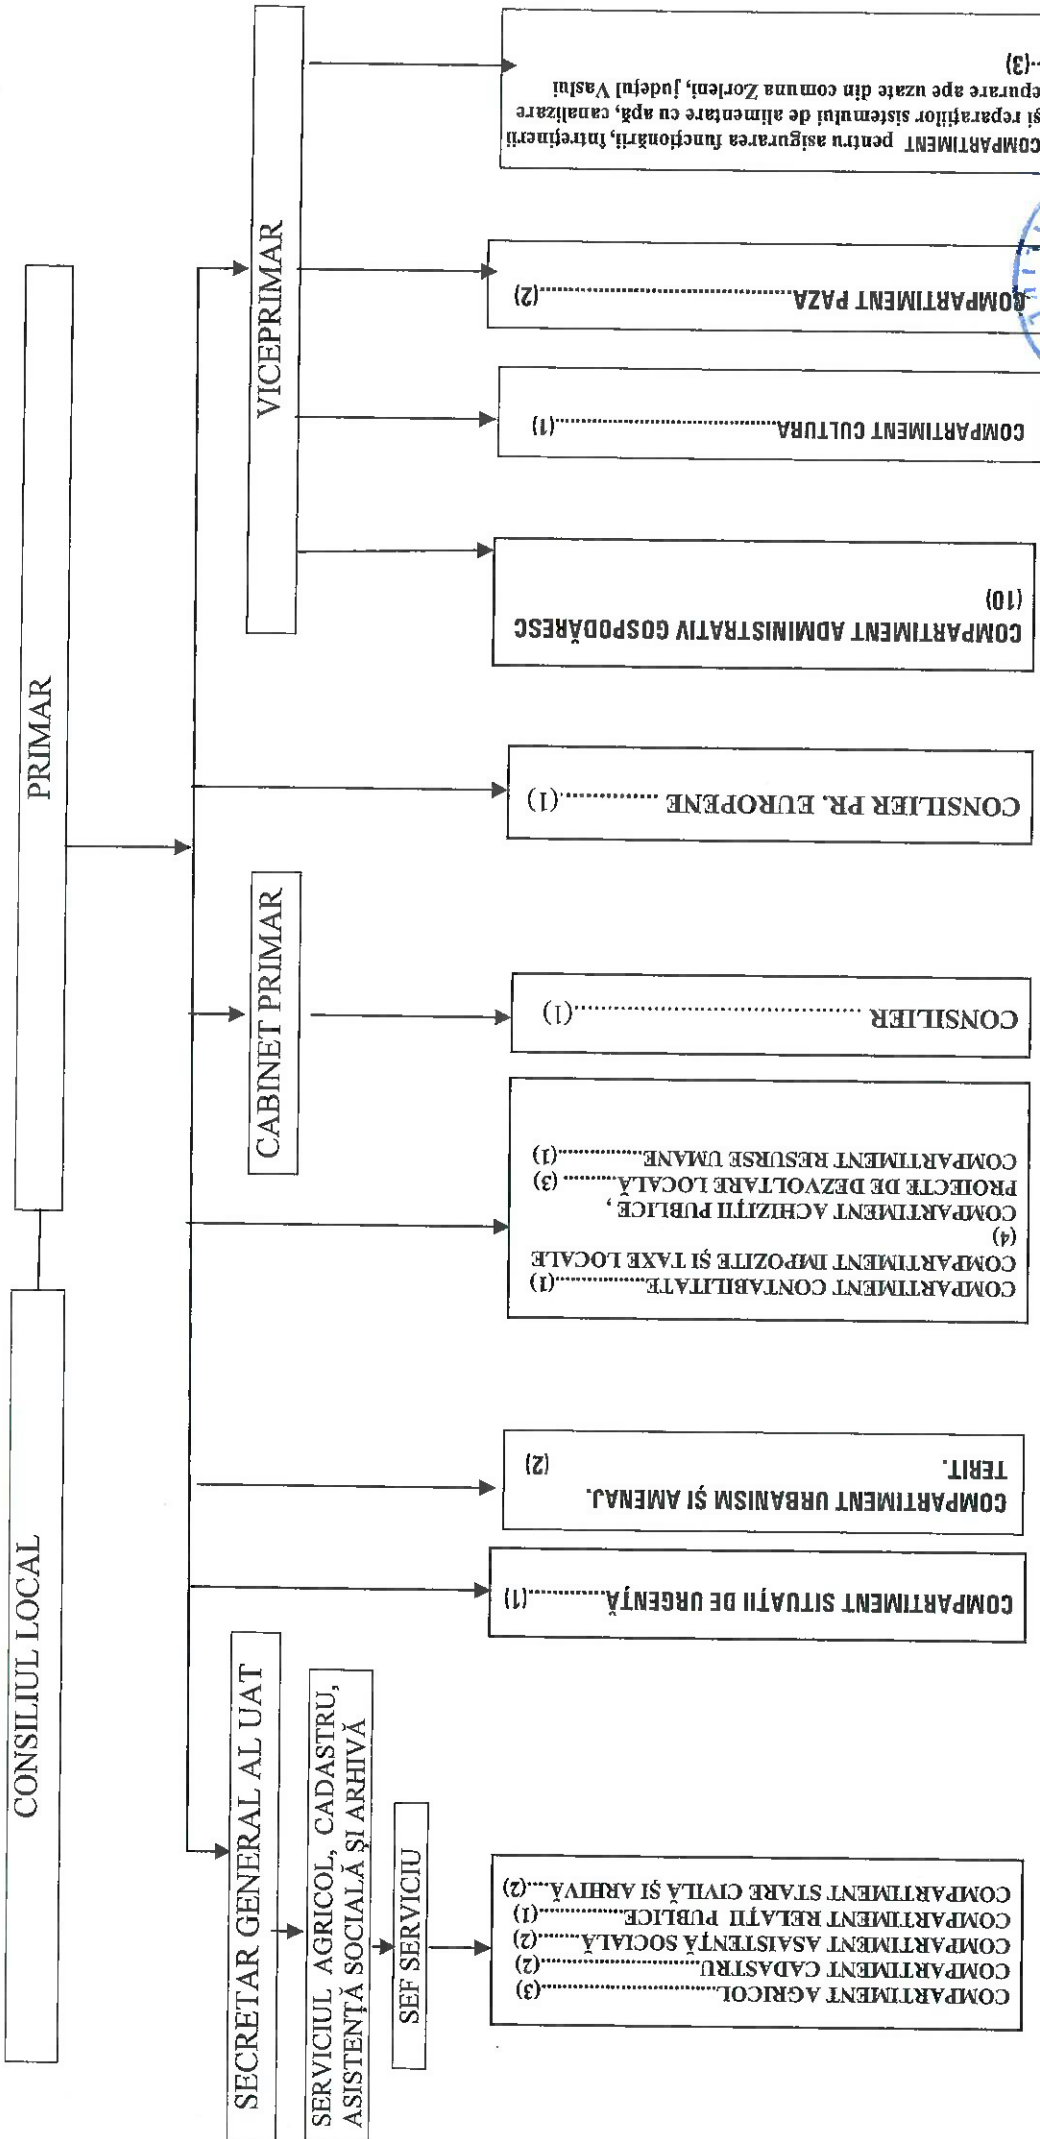 CONSILIUL LOCAL
PRIMAR
SECRETAR GENERAL AL UAT
SERVICIUL AGRICOL, CADASTRU,
ASISTENȚĂ SOCIALĂ ȘI ARHIVĂ
SEF SERVICIU
CABINET PRIMAR
VICEPRIMAR
COMPARTIMENT AGRICOL..............................(3)
COMPARTIMENT CADASTRU..........................(2)
COMPARTIMENT ASAISTENȚĂ SOCIALĂ......(2)
COMPARTIMENT RELAȚII PUBLICE................(1)
COMPARTIMENT STARE CIVILĂ ȘI ARHIVĂ....(2)
COMPARTIMENT SITUAȚII DE URGENȚĂ..........(1)
COMPARTIMENT URBANISM ȘI AMENAJ.
TERIT. (2)
COMPARTIMENT CONTABILITATE................(1)
COMPARTIMENT IMPOZITE ȘI TAXE LOCALE
(4)
COMPARTIMENT ACHIZIȚII PUBLICE ,
PROIECTE DE DEZVOLTARE LOCALĂ........ (3)
COMPARTIMENT RESURSE UMANE...............(1)
CONSILIER ........................................(1)
CONSILIER PR. EUROPENE ...............(1)
COMPARTIMENT ADMINISTRATIV GOSPODĂRESC
(10)
COMPARTIMENT CULTURA................................(1)
COMPARTIMENT PAZA....................................(2)
COMPARTIMENT pentru asigurarea funcționării, întreținerii
și reparațiilor sistemului de alimentare cu apă, canalizare
epurare ape uzate din comuna Zorleni, județul Vaslui
..(3)